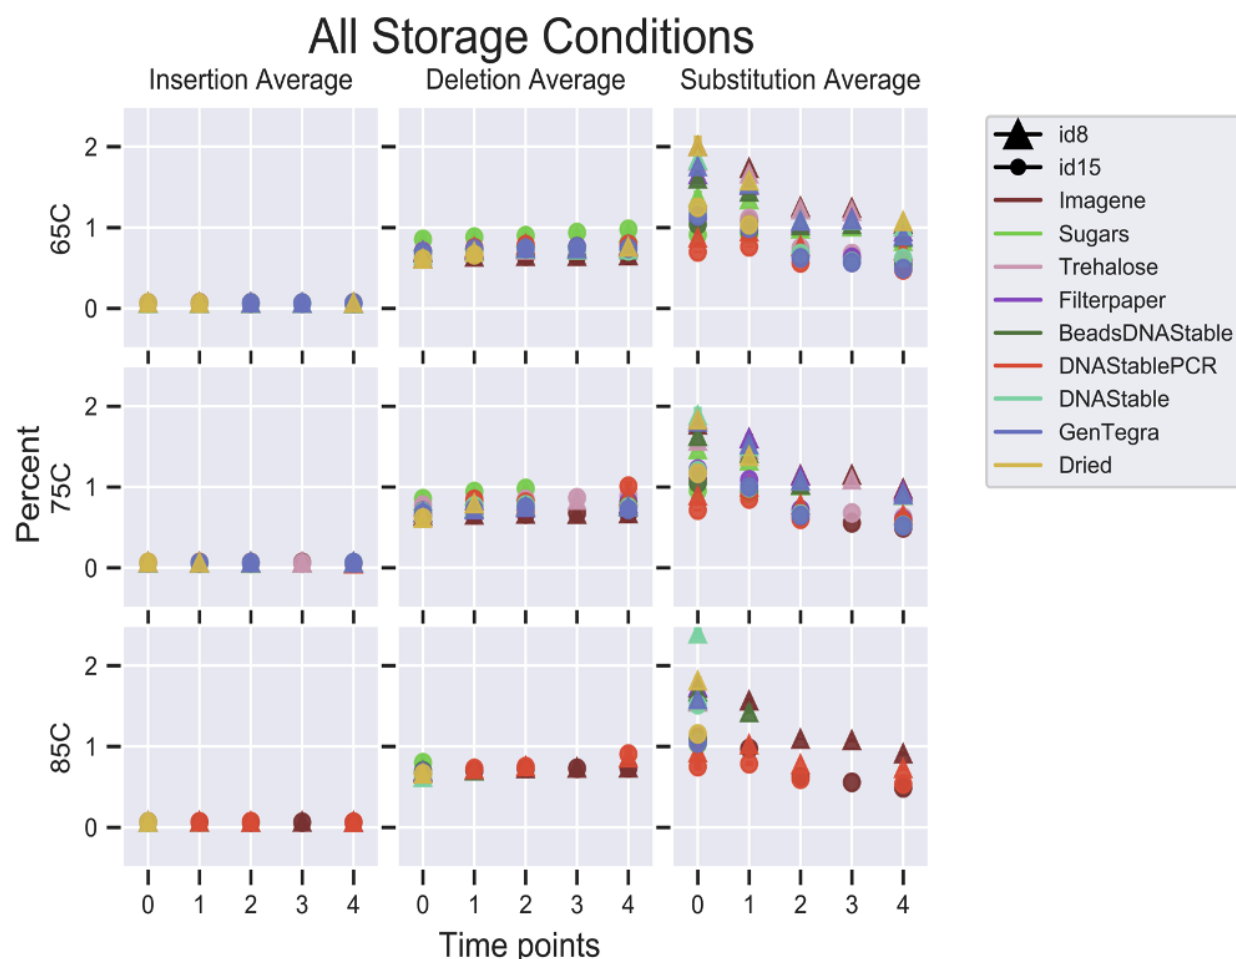 All Storage Conditions
Insertion Average
Deletion Average
Substitution Average
2
1
0
65C
2
1
0
75C
2
1
0
85C
Percent
0 1 2 3 4
0 1 2 3 4
0 1 2 3 4
Time points
id8
id15
Imagene
Sugars
Trehalose
Filterpaper
BeadsDNAStable
DNAStablePCR
DNAStable
GenTegra
Dried